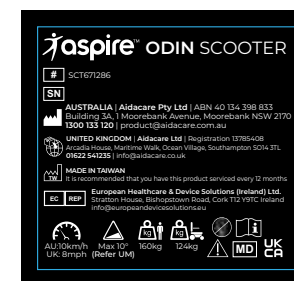 aspire™ ODIN SCOOTER
# SCT671286
SN
AUSTRALIA | Aidacare Pty Ltd | ABN 40 134 398 833
Building 3A, 1 Moorebank Avenue, Moorebank NSW 2170
1300 133 120 | product@aidacare.com.au
UNITED KINGDOM | Aidacare Ltd | Registration 13785408
Arcadia House, Maritime Walk, Ocean Village, Southampton SO14 3TL
01622 541235 | info@aidacare.co.uk
TW
MADE IN TAIWAN
It is recommended that you have this product serviced every 12 months
EC REP
European Healthcare & Device Solutions (Ireland) Ltd.
Stratton House, Bishopstown Road, Cork T12 Y9TC Ireland
info@europeandevicesolutions.eu
kg kg
AU:10km/h Max 10° 160kg 124kg MD UKCA
UK: 8mph (Refer UM)